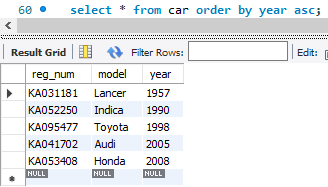 60 select * from car order by year asc;
Result Grid Filter Rows: Edit:
reg_num model year
KA031181 Lancer 1957
KA052250 Indica 1990
KA095477 Toyota 1998
KA041702 Audi 2005
KA053408 Honda 2008
NULL NULL NULL